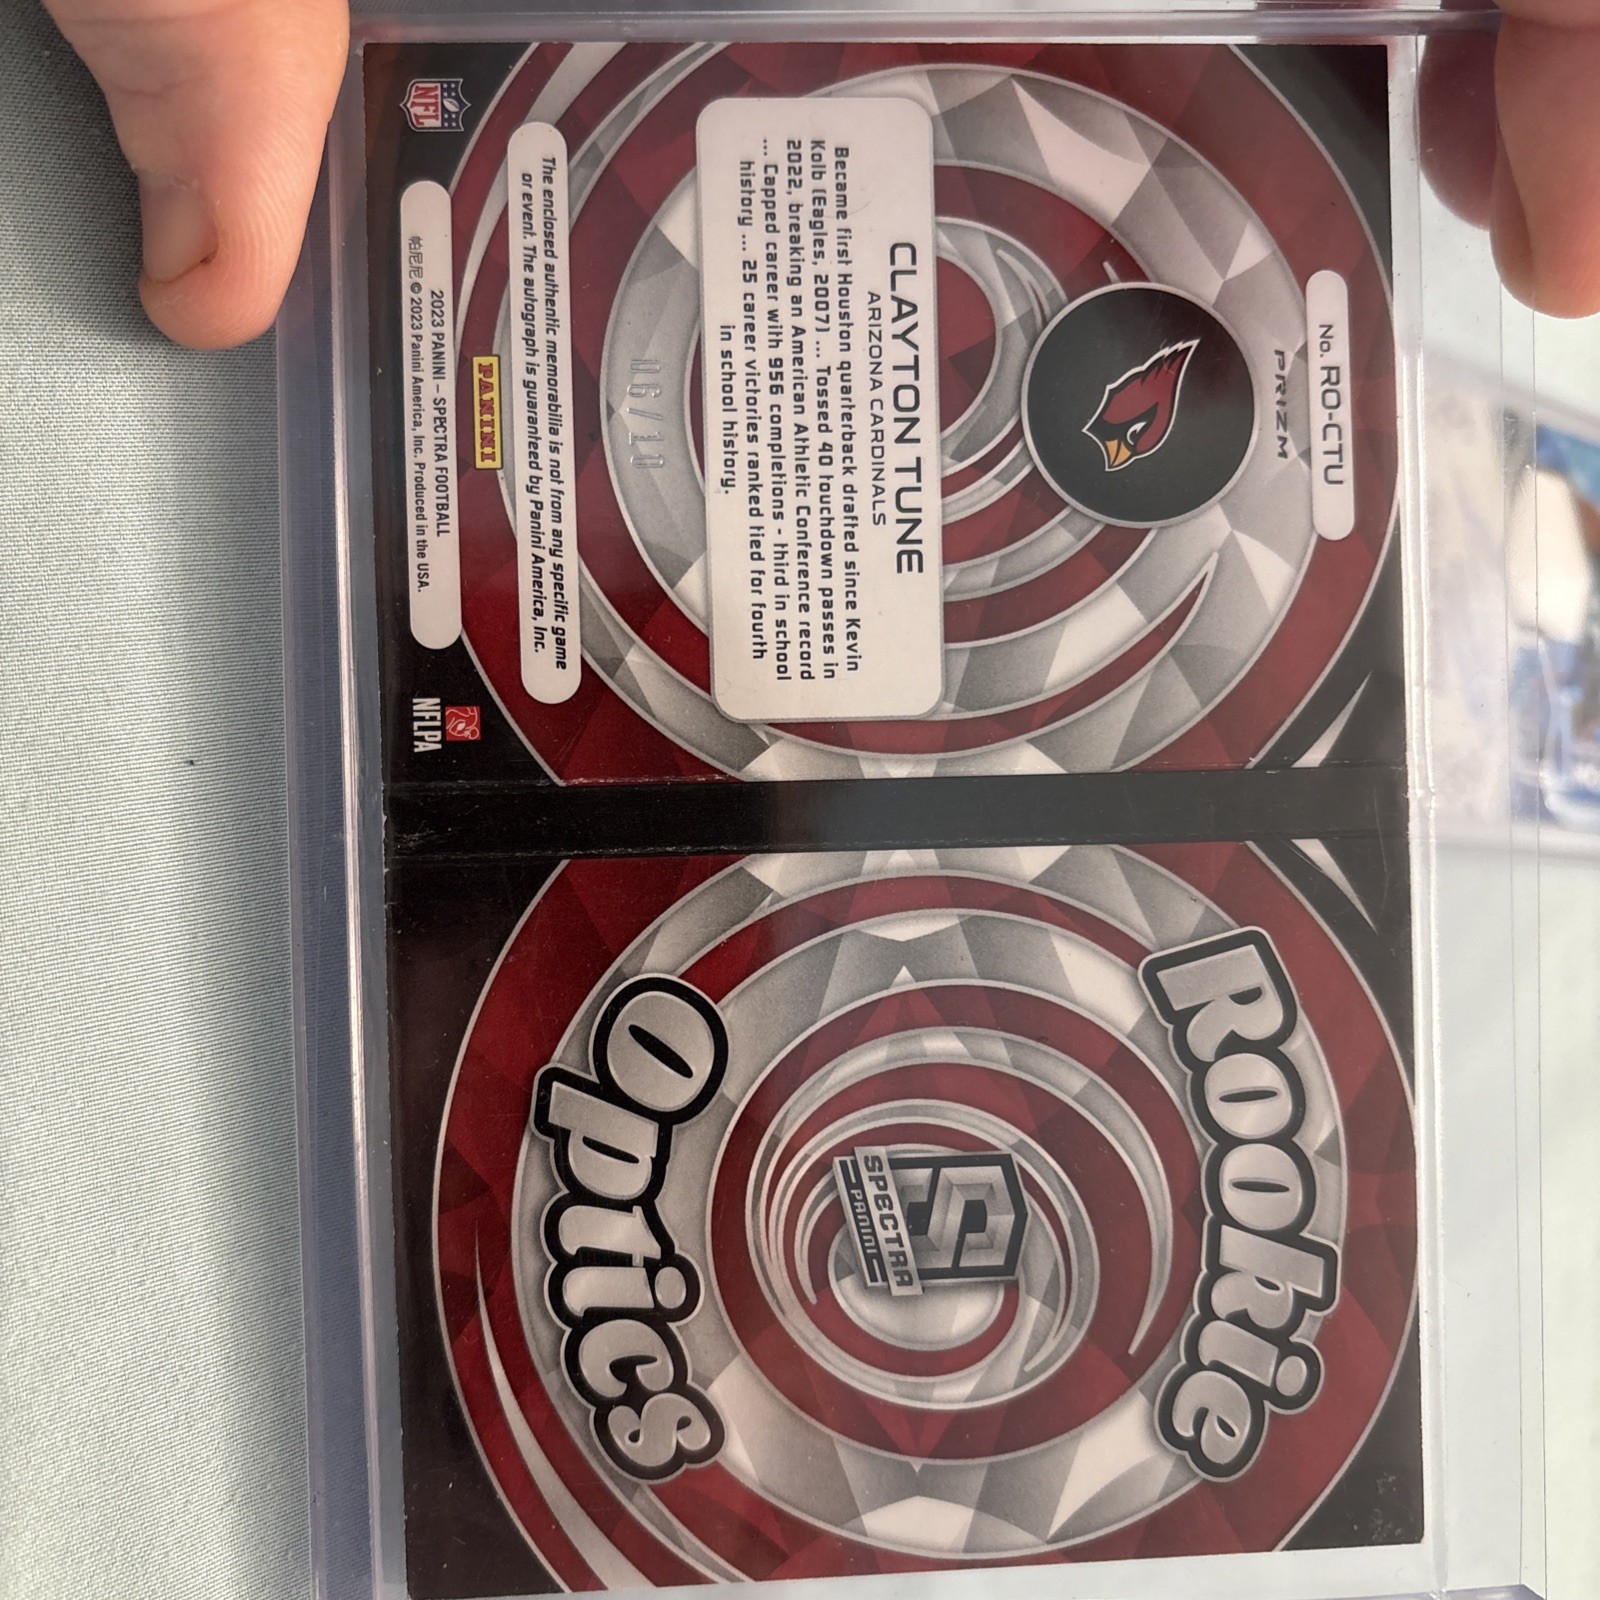 No. RO-CTU
PRIZM
CLAYTON TUNE
ARIZONA CARDINALS
Became first Houston quarterback drafted since Kevin
Kolb (Eagles, 2007) ... Tossed 40 touchdown passes in
2022, breaking an American Athletic Conference record
... Capped career with 956 completions - third in school
history ... 25 career victories ranked tied for fourth
in school history.
06/10
The enclosed authentic memorabilia is not from any specific game
or event. The autograph is guaranteed by Panini America, Inc.
PANINI
NFL
2023 PANINI – SPECTRA FOOTBALL
帕尼尼 © 2023 Panini America, Inc. Produced in the USA.
NFLPA
Rookie
SPECTRA
PANINI
Optics